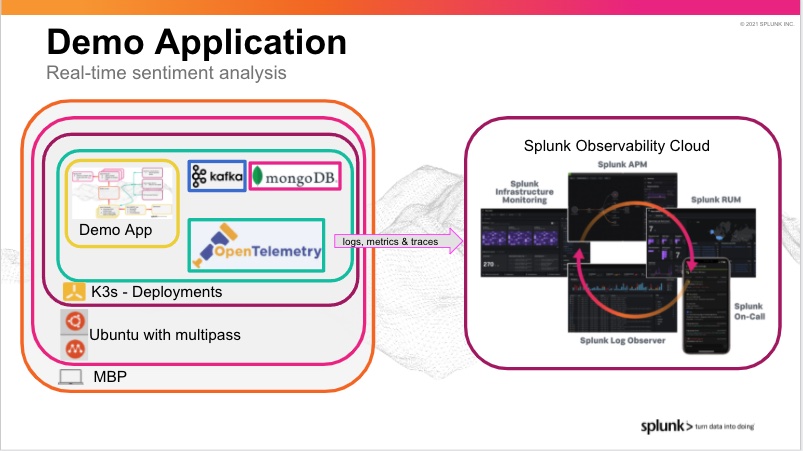 © 2021 SPLUNK INC.
Demo Application
Real-time sentiment analysis
Demo App
kafka
mongoDB.
OpenTelemetry
K3s - Deployments
Ubuntu with multipass
MBP
logs, metrics & traces
Splunk Observability Cloud
Splunk APM
Splunk
Infrastructure
Monitoring
Splunk RUM
270
7
Splunk
On-Call
Splunk Log Observer
splunk> turn data into doing